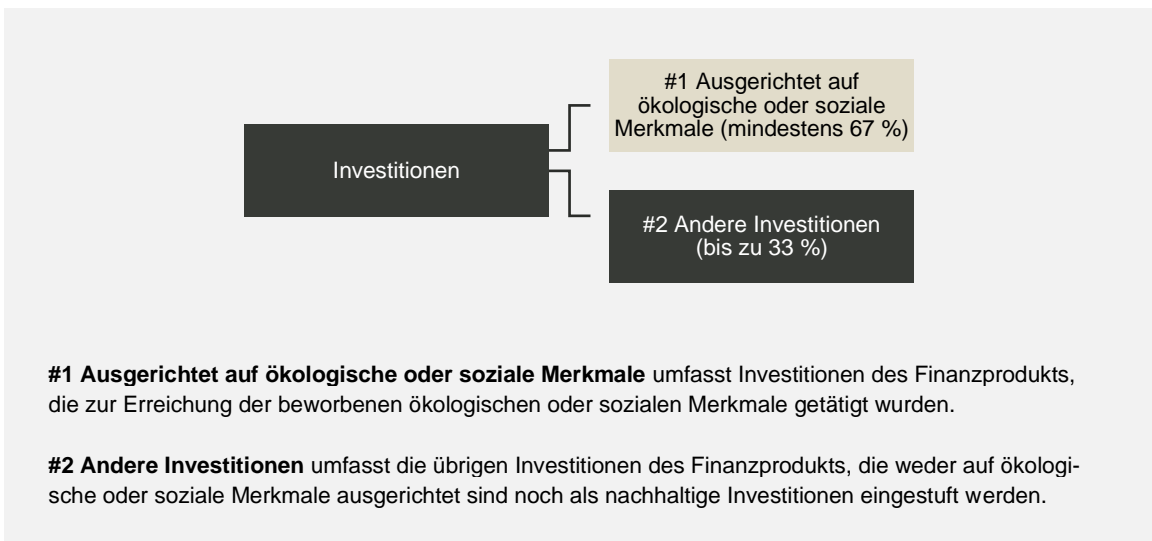 #1 Ausgerichtet auf
ökologische oder soziale
Merkmale (mindestens 67 %)
Investitionen
#2 Andere Investitionen
(bis zu 33 %)
#1 Ausgerichtet auf ökologische oder soziale Merkmale umfasst Investitionen des Finanzprodukts,
die zur Erreichung der beworbenen ökologischen oder sozialen Merkmale getätigt wurden.
#2 Andere Investitionen umfasst die übrigen Investitionen des Finanzprodukts, die weder auf ökologi-
sche oder soziale Merkmale ausgerichtet sind noch als nachhaltige Investitionen eingestuft werden.